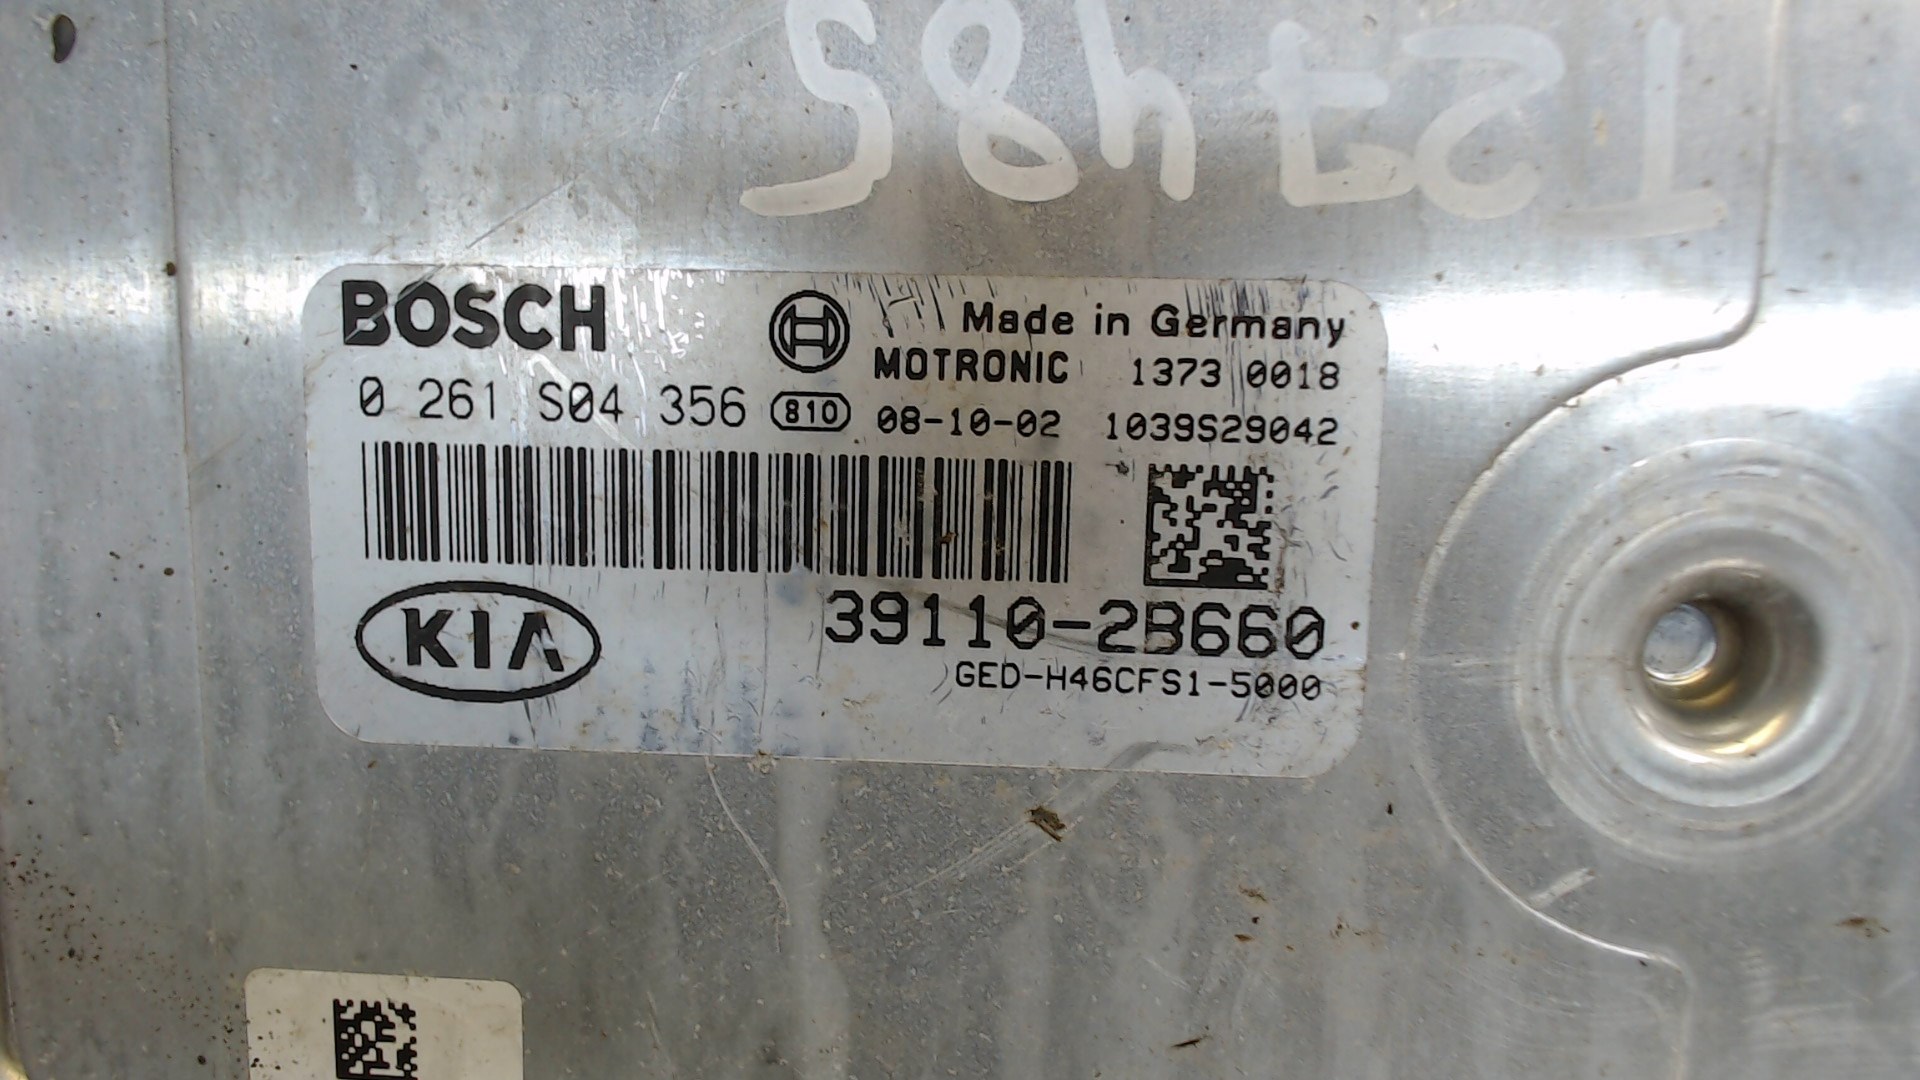 T27485
BOSCH
Made in Germany
MOTRONIC 1373 0018
0 261 S04 356 810 08-10-02 1039S29042
KIA
39110-2B660
GED-H46CFS1-5000